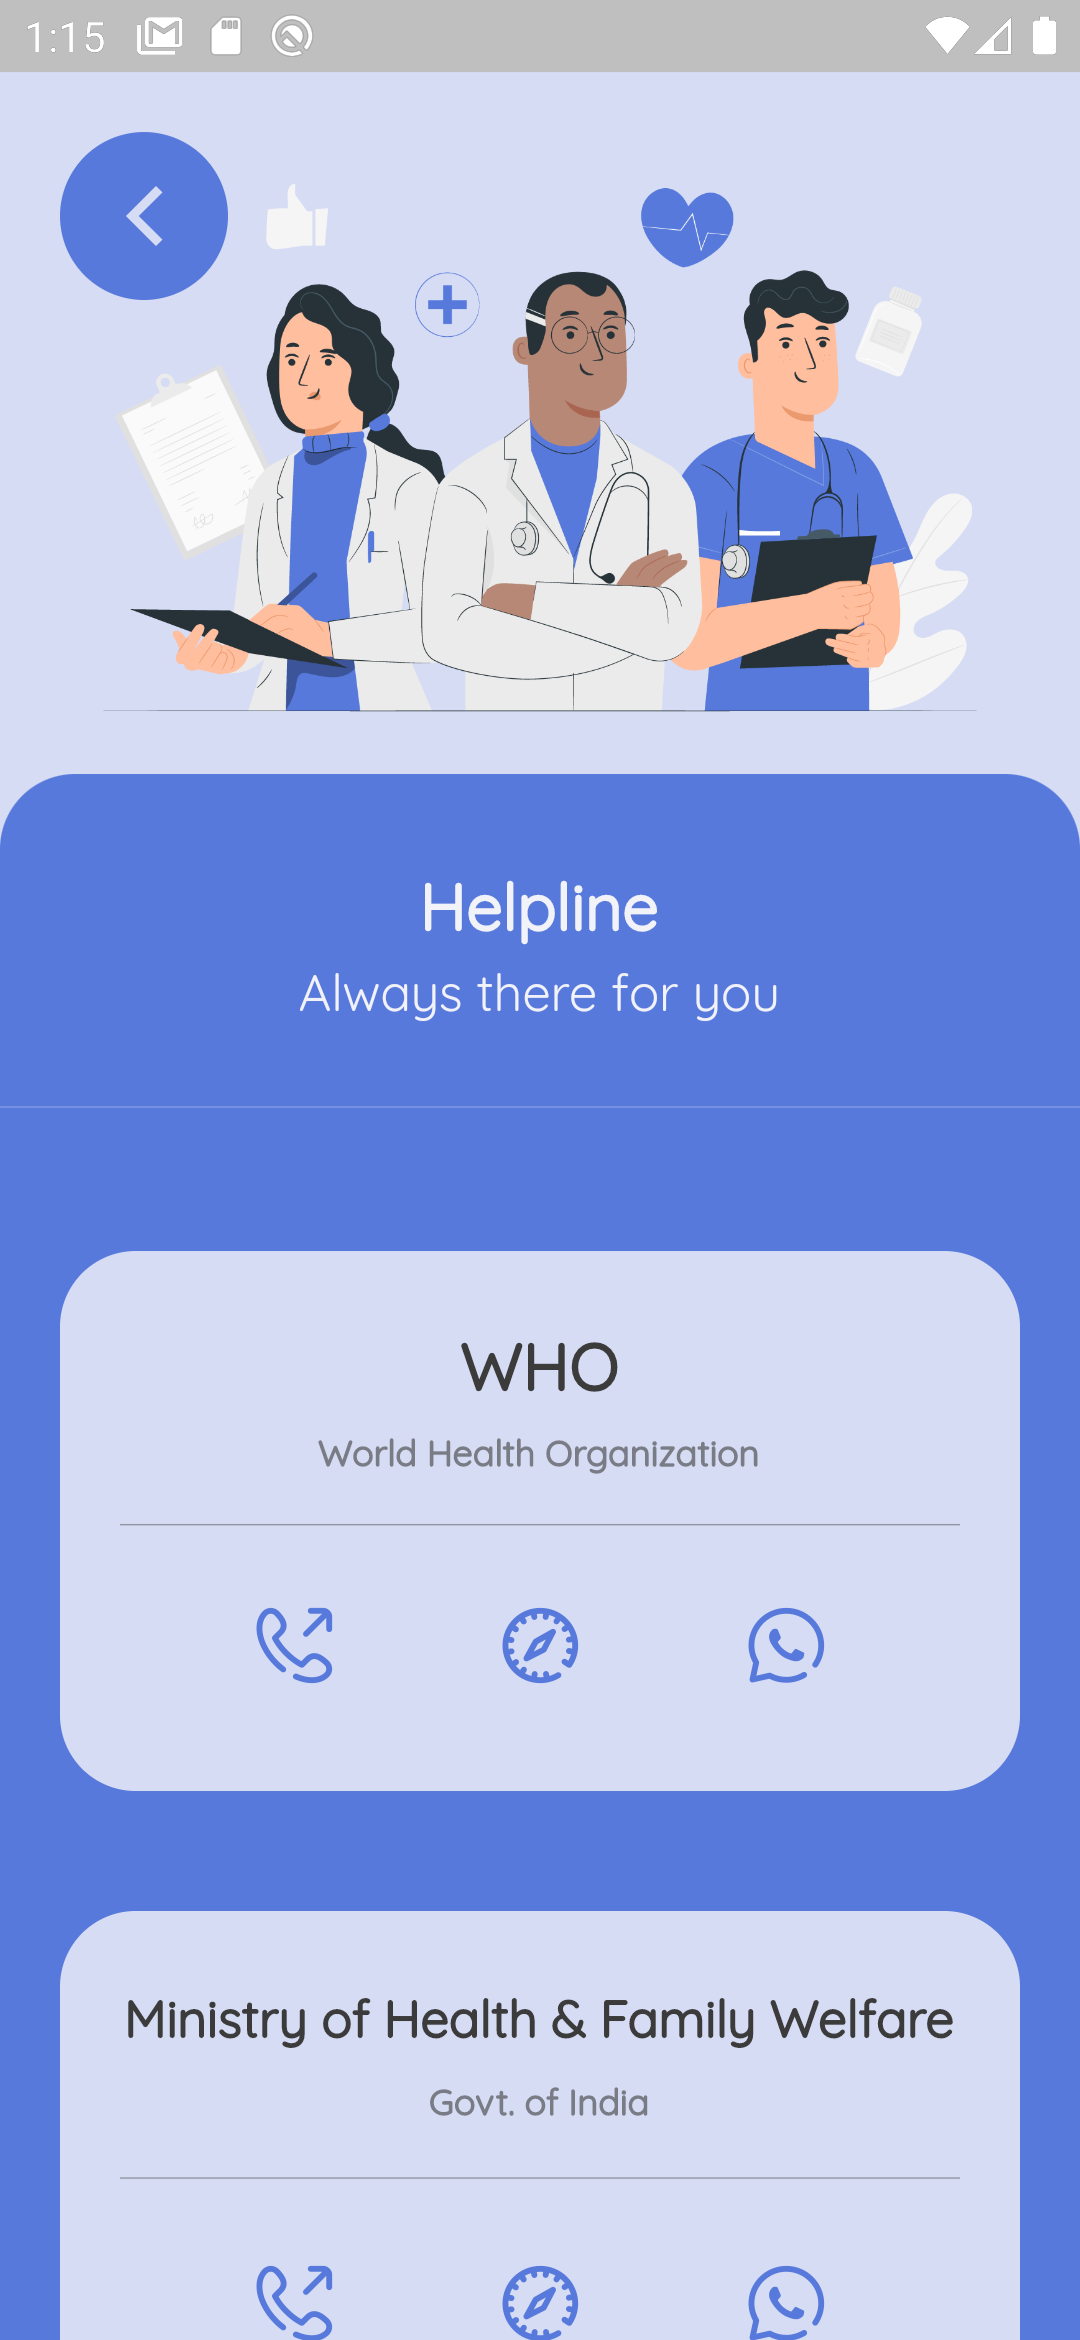 1:15
Helpline
Always there for you
WHO
World Health Organization
Ministry of Health & Family Welfare
Govt. of India